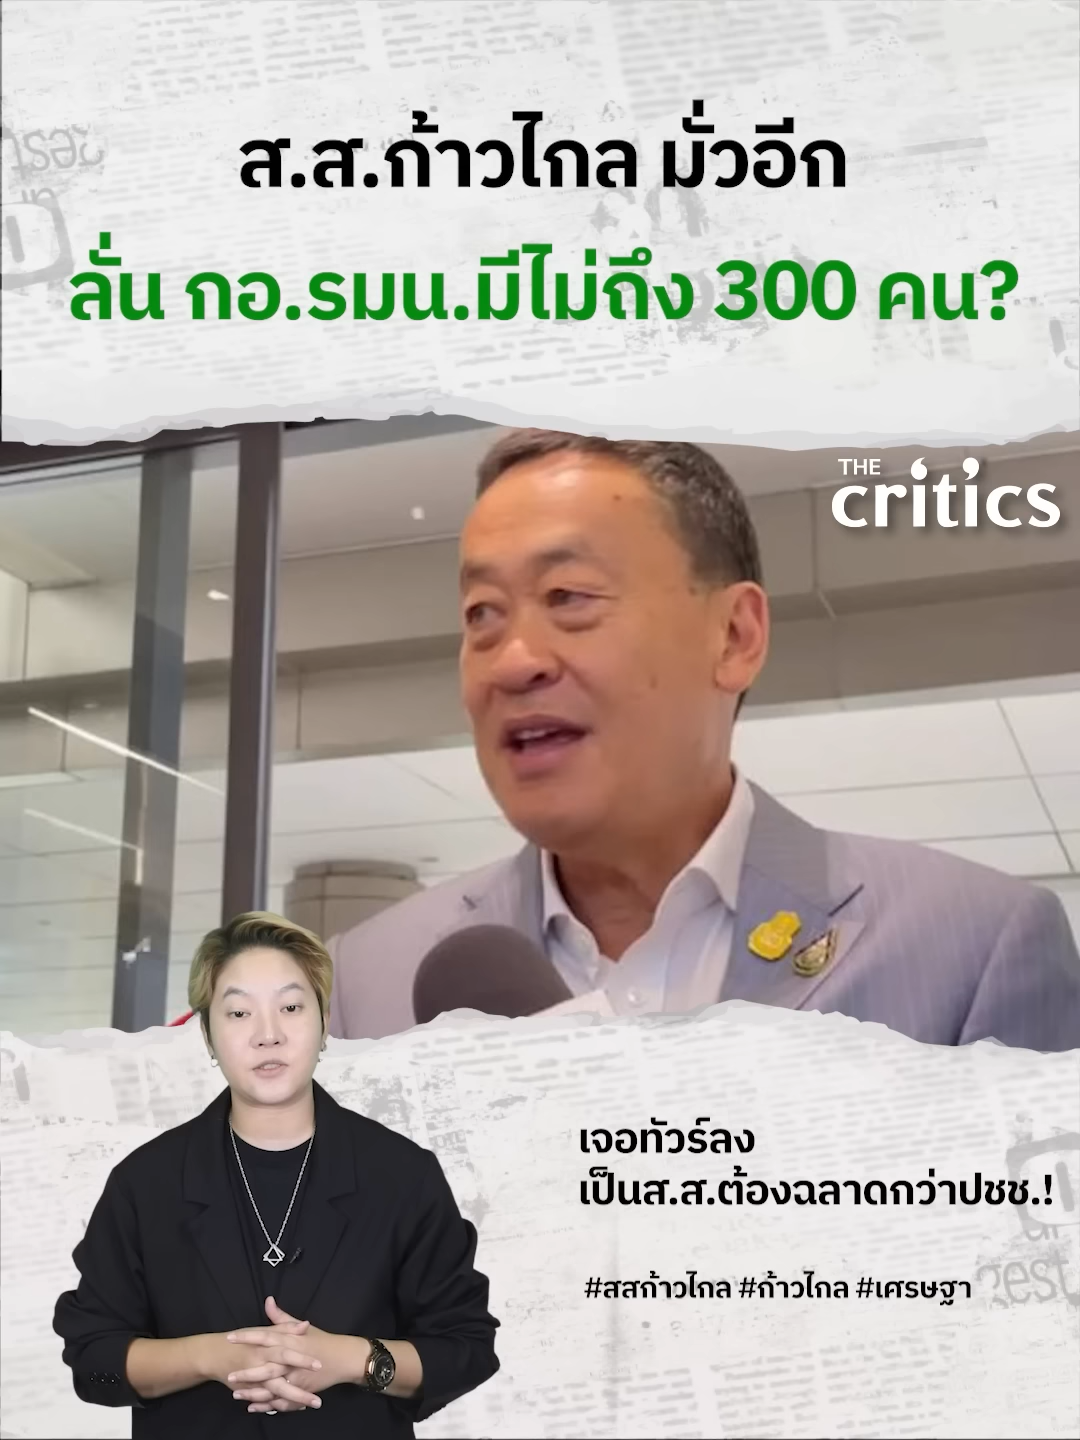 ส.ส.ก้าวไกล มั่วอีก
ลั่น กอ.รมน.มีไม่ถึง 300 คน?
THE
critics
เจอทัวร์ลง
เป็นส.ส.ต้องฉลาดกว่าปชช.!
#สสก้าวไกล #ก้าวไกล #เศรษฐา